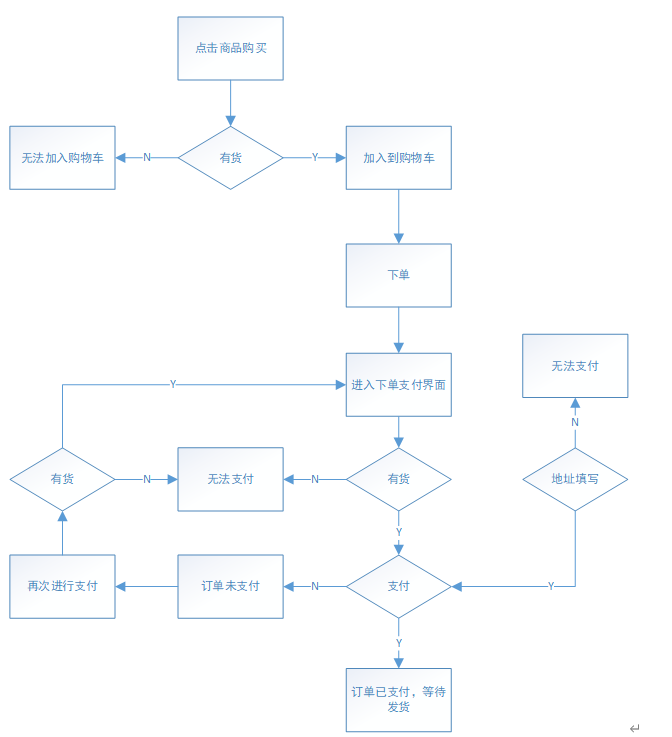 点击商品购买
无法加入购物车
N
有货
Y
加入到购物车
下单
无法支付
Y
进入下单支付界面
N
有货
N
无法支付
N
有货
地址填写
Y
再次进行支付
订单未支付
N
支付
Y
Y
订单已支付，等待
发货